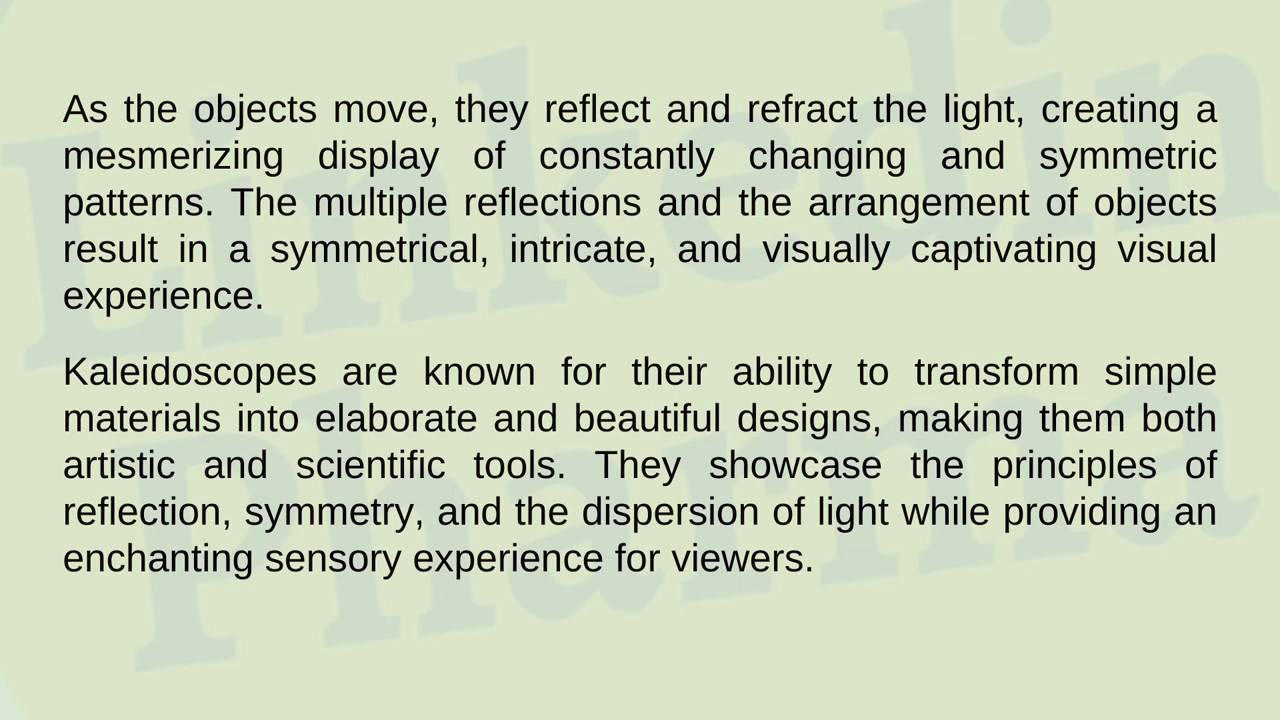 As the objects move, they reflect and refract the light, creating a
mesmerizing display of constantly changing and symmetric
patterns. The multiple reflections and the arrangement of objects
result in a symmetrical, intricate, and visually captivating visual
experience.
Kaleidoscopes are known for their ability to transform simple
materials into elaborate and beautiful designs, making them both
artistic and scientific tools. They showcase the principles of
reflection, symmetry, and the dispersion of light while providing an
enchanting sensory experience for viewers.
Linkedin
Pharma